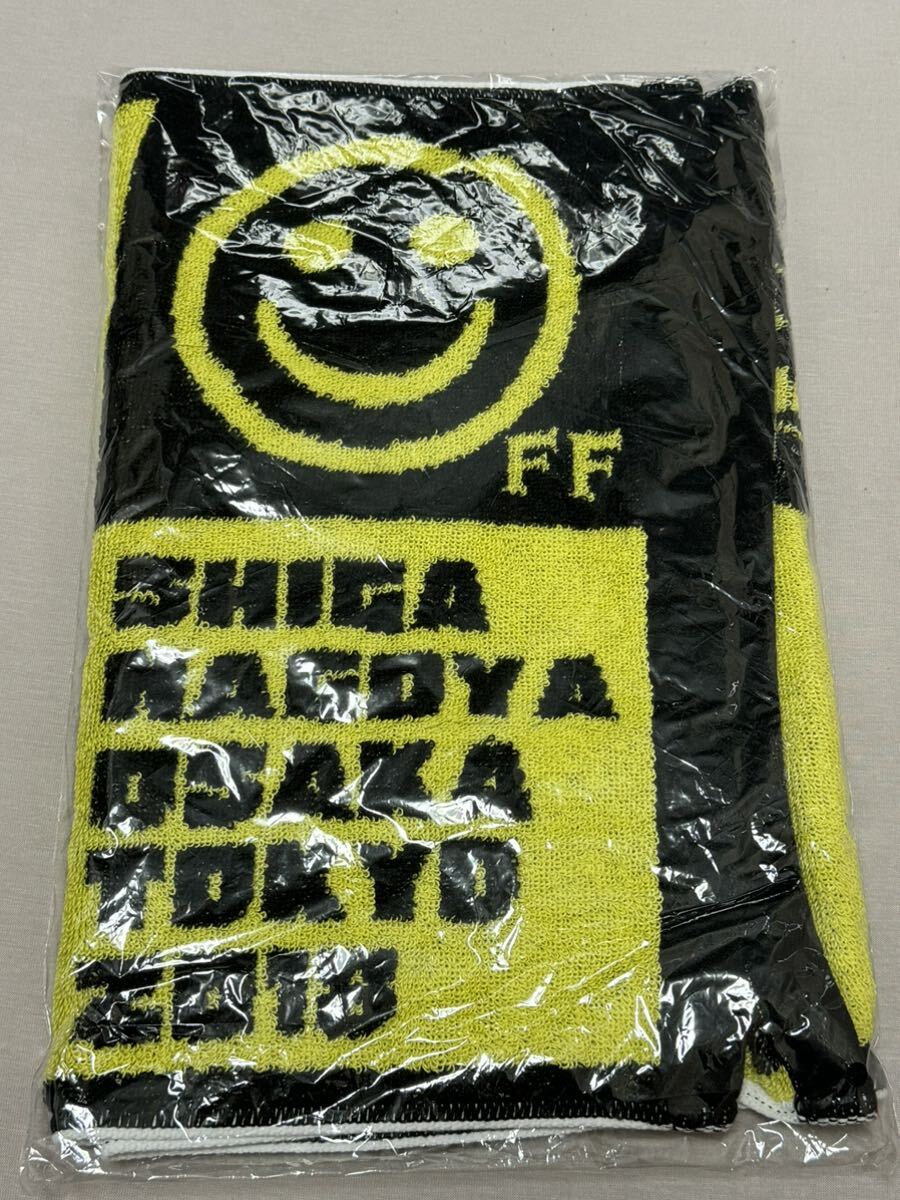 FF
SHIGA
NAGOYA
OSAKA
TOKYO
2018